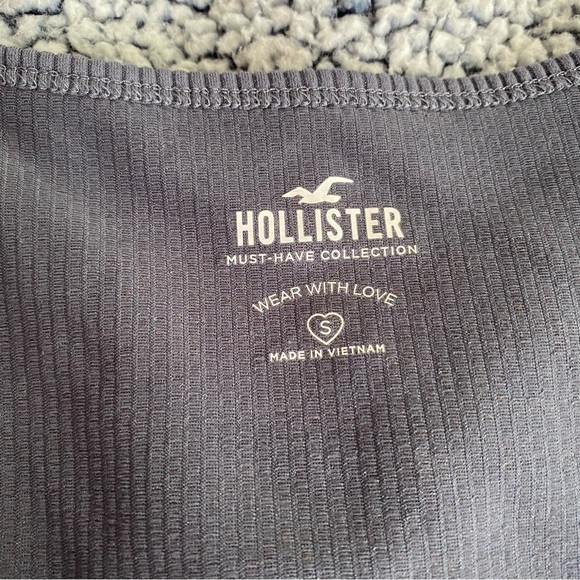 HOLLISTER
MUST-HAVE COLLECTION
WEAR WITH LOVE
S
MADE IN VIETNAM